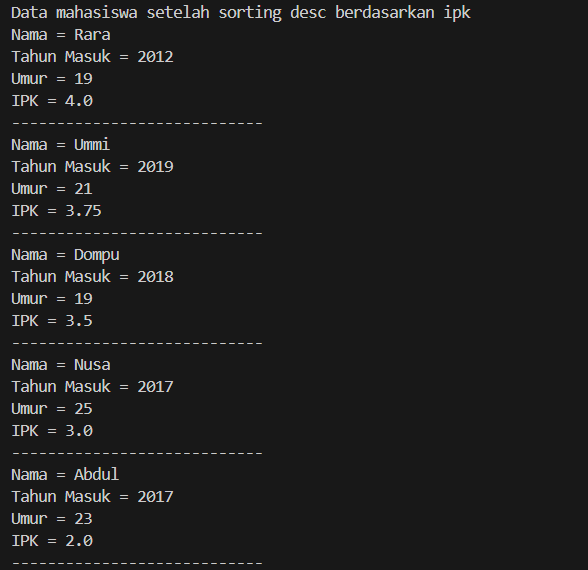 Data mahasiswa setelah sorting desc berdasarkan ipk
Nama = Rara
Tahun Masuk = 2012
Umur = 19
IPK = 4.0
----------------------------
Nama = Ummi
Tahun Masuk = 2019
Umur = 21
IPK = 3.75
----------------------------
Nama = Dompu
Tahun Masuk = 2018
Umur = 19
IPK = 3.5
----------------------------
Nama = Nusa
Tahun Masuk = 2017
Umur = 25
IPK = 3.0
----------------------------
Nama = Abdul
Tahun Masuk = 2017
Umur = 23
IPK = 2.0
----------------------------